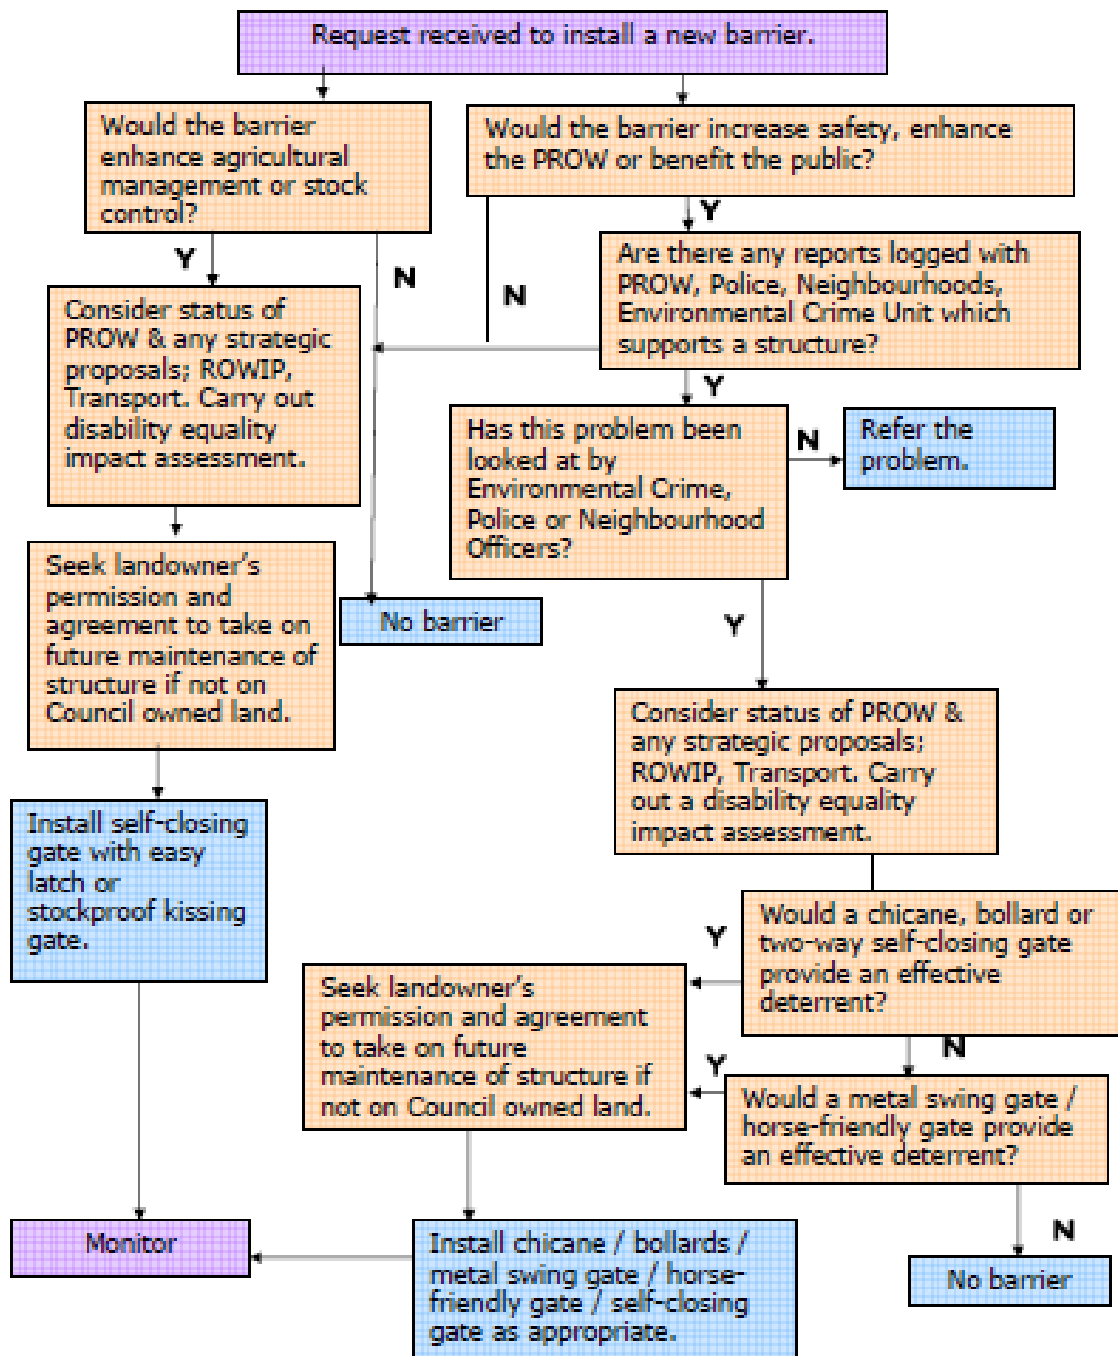 Request received to install a new barrier.
Would the barrier
enhance agricultural
management or stock
control?
Would the barrier increase safety, enhance
the PROW or benefit the public?
Y
N
Y
N
Are there any reports logged with
PROW, Police, Neighbourhoods,
Environmental Crime Unit which
supports a structure?
Consider status of
PROW & any strategic
proposals; ROWIP,
Transport. Carry out
disability equality
impact assessment.
Y
Has this problem been
looked at by
Environmental Crime,
Police or Neighbourhood
Officers?
N
Refer the
problem.
Seek landowner's
permission and
agreement to take on
future maintenance of
structure if not on
Council owned land.
No barrier
Y
Consider status of PROW &
any strategic proposals;
ROWIP, Transport. Carry
out a disability equality
impact assessment.
Install self-closing
gate with easy
latch or
stockproof kissing
gate.
Would a chicane, bollard or
two-way self-closing gate
provide an effective
deterrent?
Y
Seek landowner's
permission and agreement
to take on future
maintenance of structure if
not on Council owned land.
N
Y
Would a metal swing gate /
horse-friendly gate provide
an effective deterrent?
N
No barrier
Monitor
Install chicane / bollards /
metal swing gate / horse-
friendly gate / self-closing
gate as appropriate.